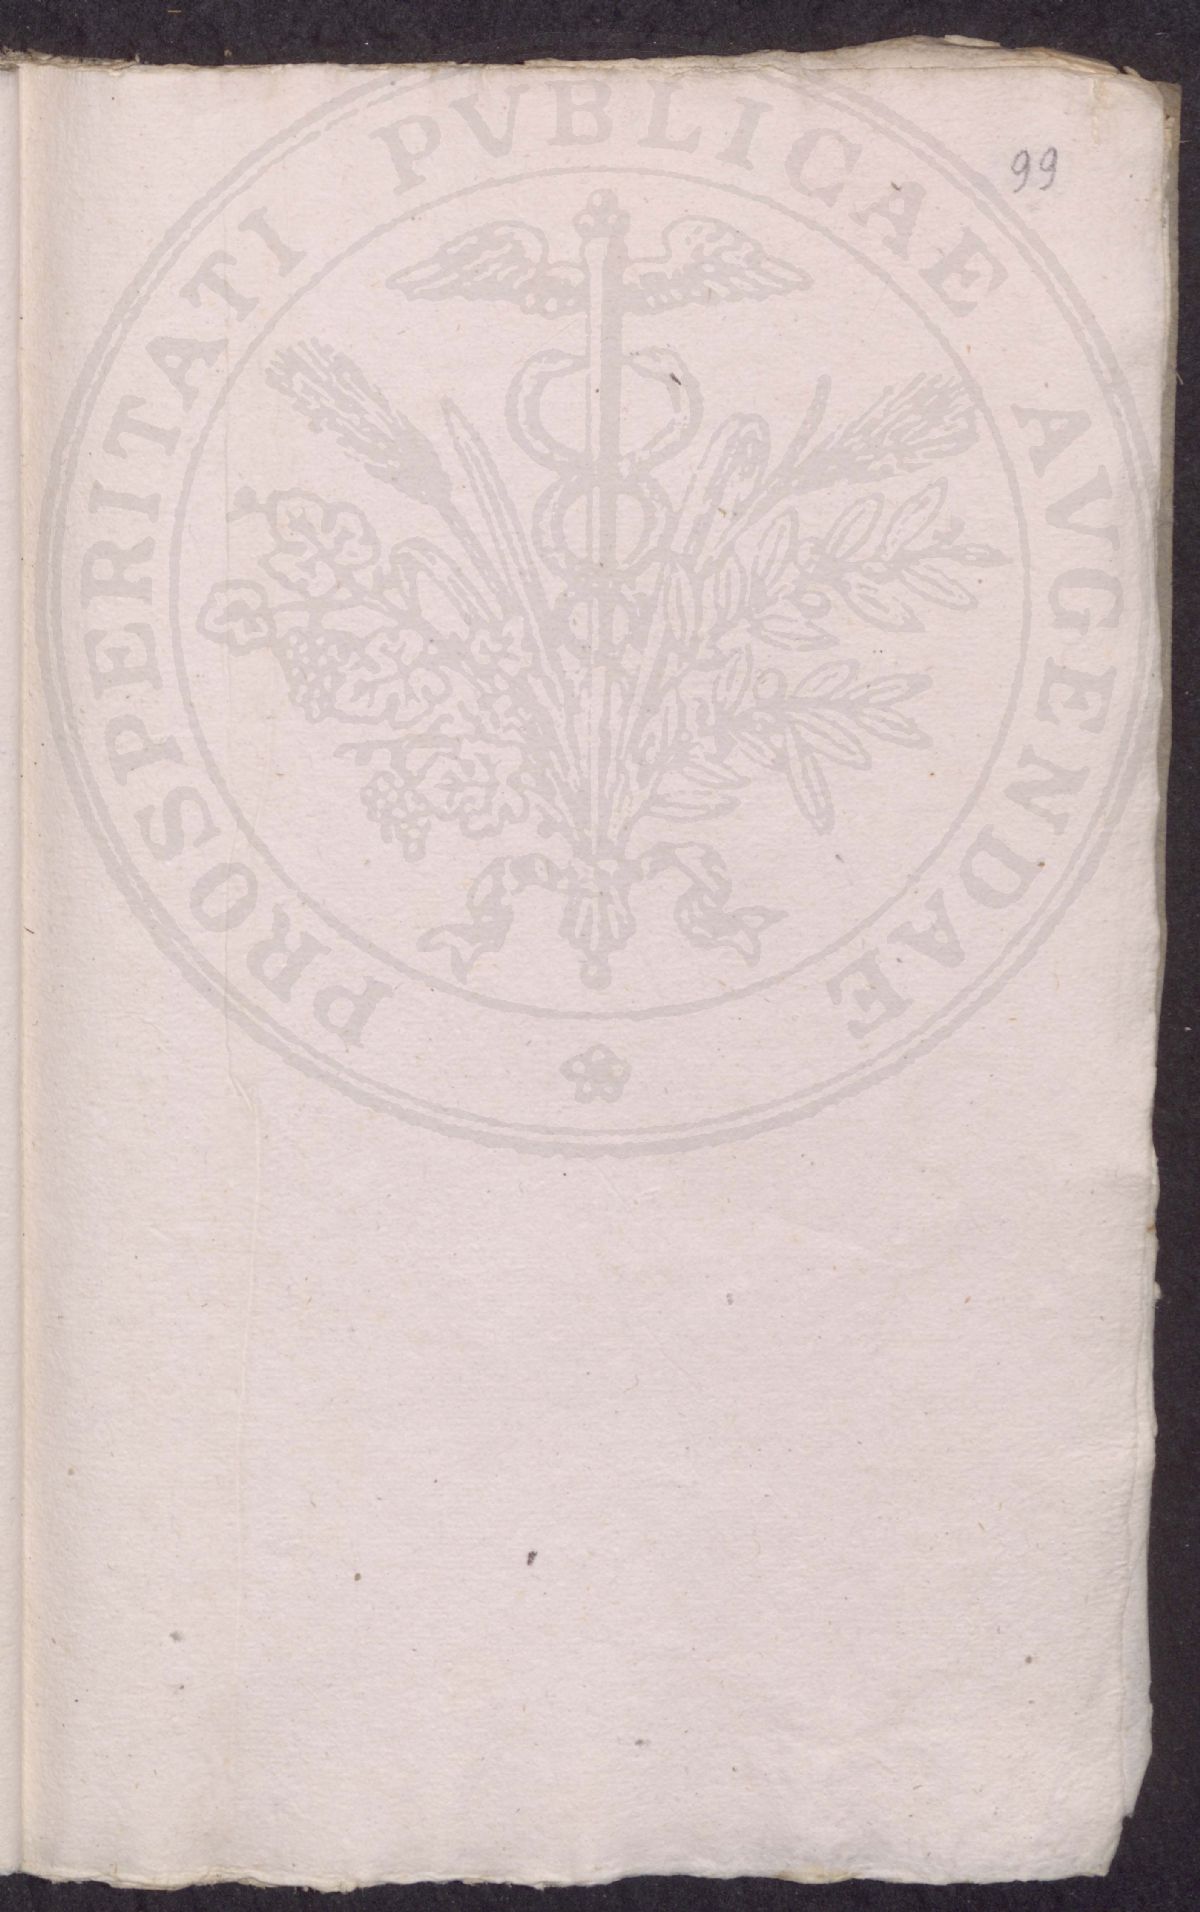 99
PROSPERITATI PVBLICAE AVGENDAE